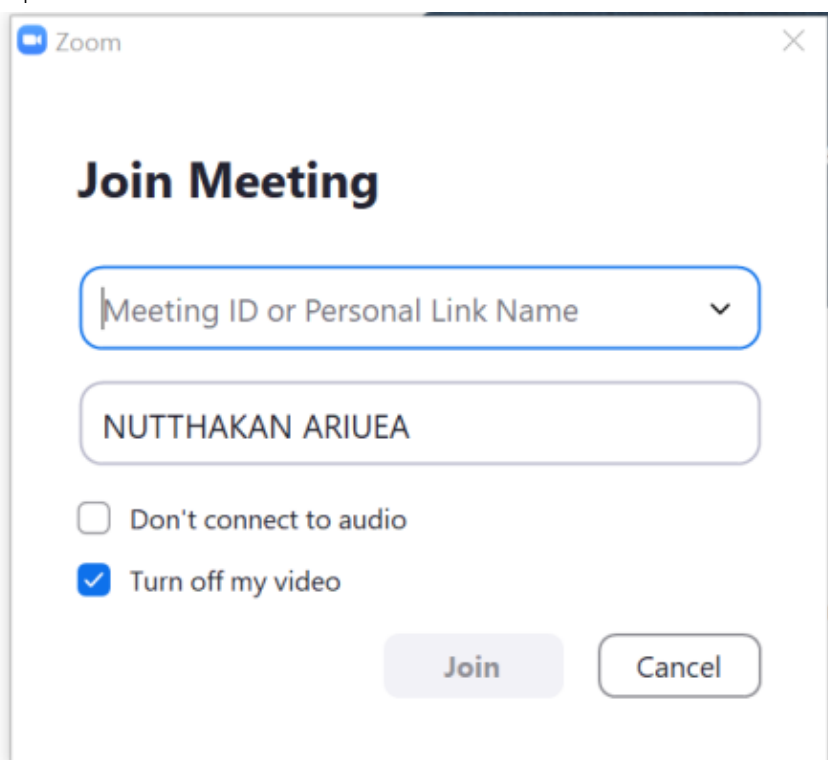 Zoom
Join Meeting
Meeting ID or Personal Link Name
NUTTHAKAN ARIUEA
Don't connect to audio
Turn off my video
Join Cancel